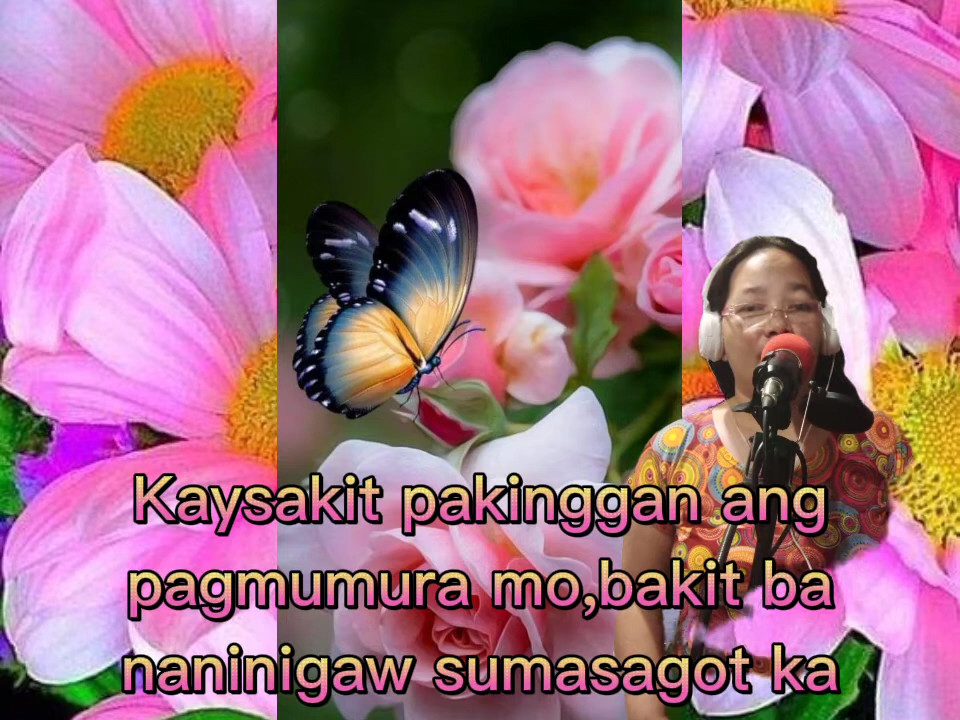 Kaysakit pakinggan ang
pagmumura mo,bakit ba
naninigaw sumasagot ka